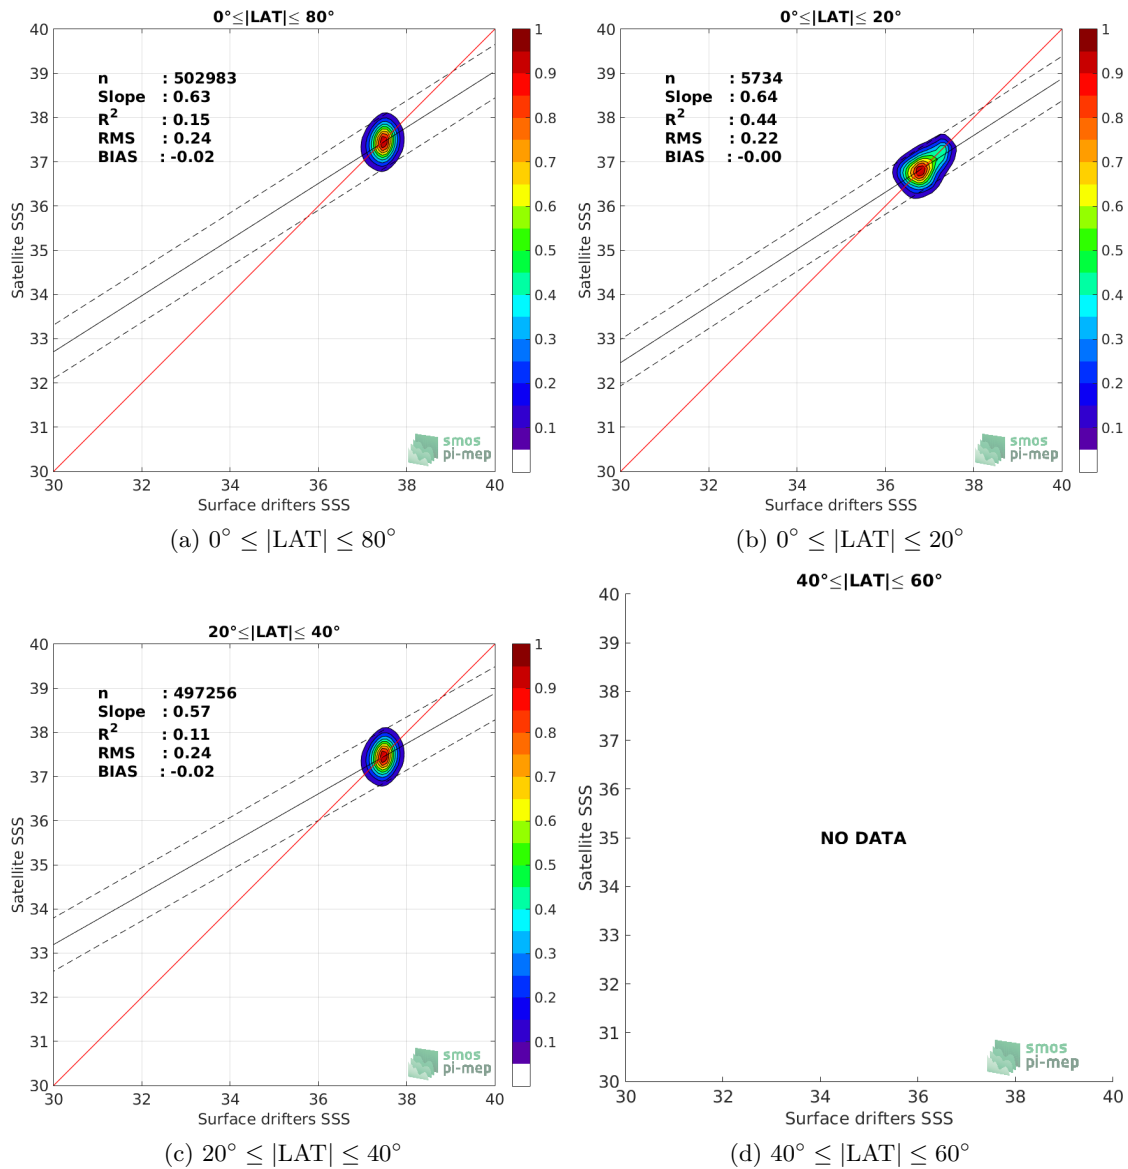 0°≤|LAT|≤ 80°
n : 502983
Slope : 0.63
R² : 0.15
RMS : 0.24
BIAS : -0.02
40
39
38
37
36
35
34
33
32
31
30
Satellite SSS
30 32 34 36 38 40
Surface drifters SSS
1
0.9
0.8
0.7
0.6
0.5
0.4
0.3
0.2
0.1
smos
pi-mep
(a) 0° ≤ |LAT| ≤ 80°
0°≤|LAT|≤ 20°
n : 5734
Slope : 0.64
R² : 0.44
RMS : 0.22
BIAS : -0.00
40
39
38
37
36
35
34
33
32
31
30
Satellite SSS
30 32 34 36 38 40
Surface drifters SSS
1
0.9
0.8
0.7
0.6
0.5
0.4
0.3
0.2
0.1
smos
pi-mep
(b) 0° ≤ |LAT| ≤ 20°
20°≤|LAT|≤ 40°
n : 497256
Slope : 0.57
R² : 0.11
RMS : 0.24
BIAS : -0.02
40
39
38
37
36
35
34
33
32
31
30
Satellite SSS
30 32 34 36 38 40
Surface drifters SSS
1
0.9
0.8
0.7
0.6
0.5
0.4
0.3
0.2
0.1
smos
pi-mep
(c) 20° ≤ |LAT| ≤ 40°
40°≤|LAT|≤ 60°
NO DATA
40
39
38
37
36
35
34
33
32
31
30
Satellite SSS
30 32 34 36 38 40
Surface drifters SSS
smos
pi-mep
(d) 40° ≤ |LAT| ≤ 60°